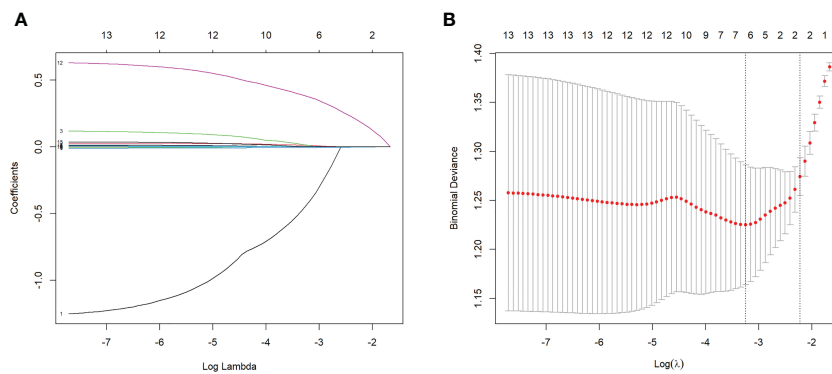 A
13 12 12 10 6 2
0.5
0.0
-0.5
-1.0
Coefficients
12
3
1
-7 -6 -5 -4 -3 -2
Log Lambda
B
13 13 13 13 13 12 12 12 12 10 9 7 7 6 5 2 2 2 1
1.40
1.35
1.30
1.25
1.20
1.15
Binomial Deviance
-7 -6 -5 -4 -3 -2
Log(λ)